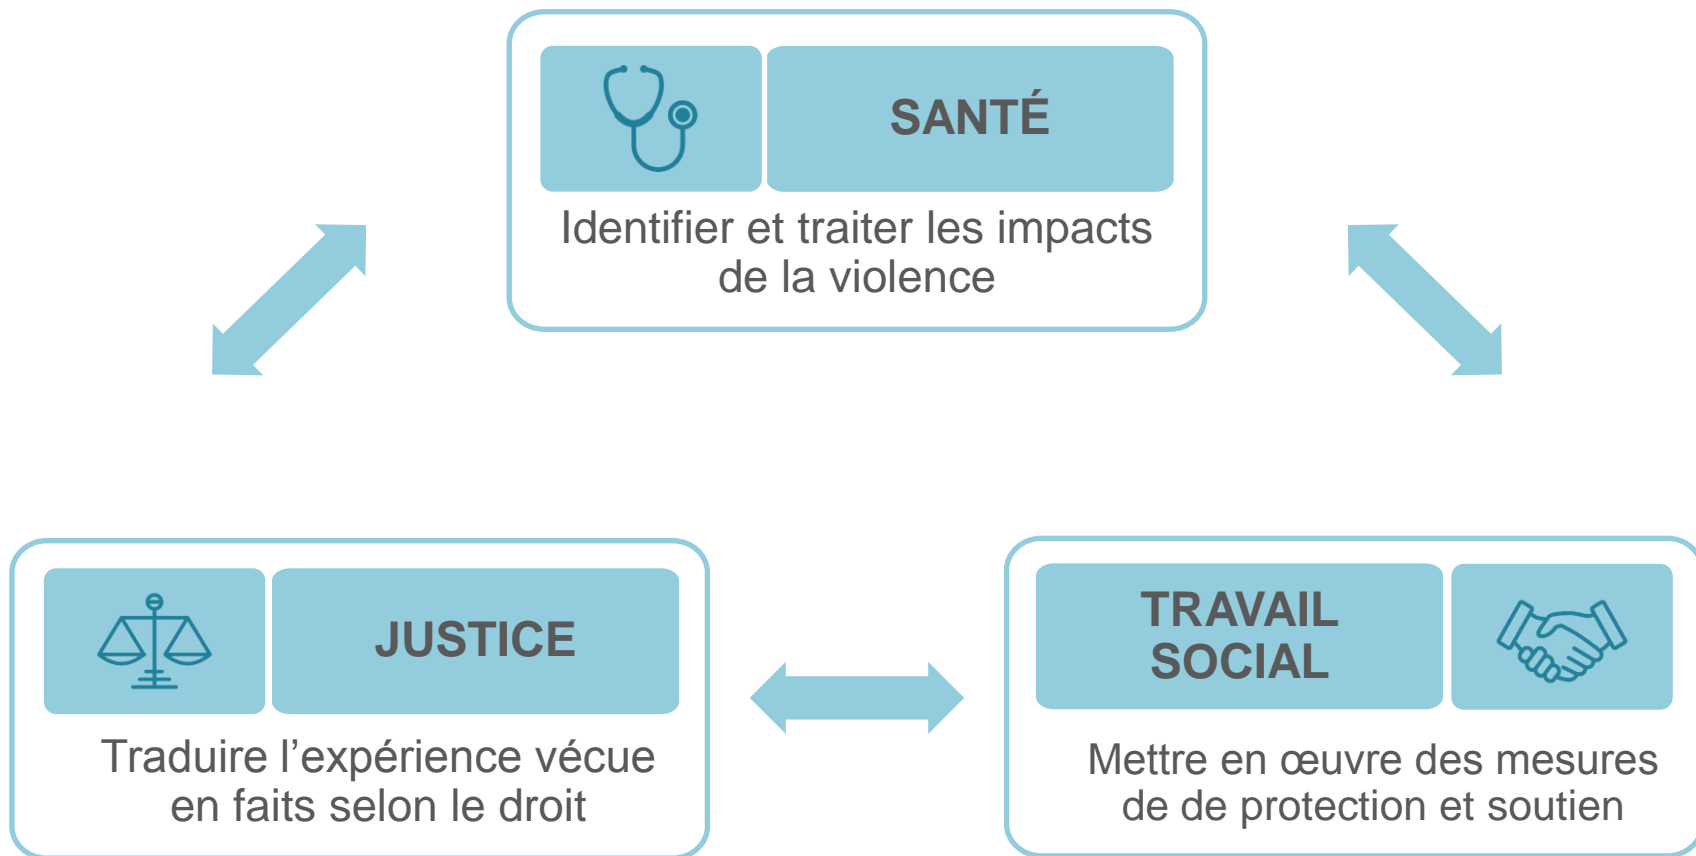 SANTÉ
Identifier et traiter les impacts
de la violence
JUSTICE
Traduire l’expérience vécue
en faits selon le droit
TRAVAIL
SOCIAL
Mettre en œuvre des mesures
de de protection et soutien